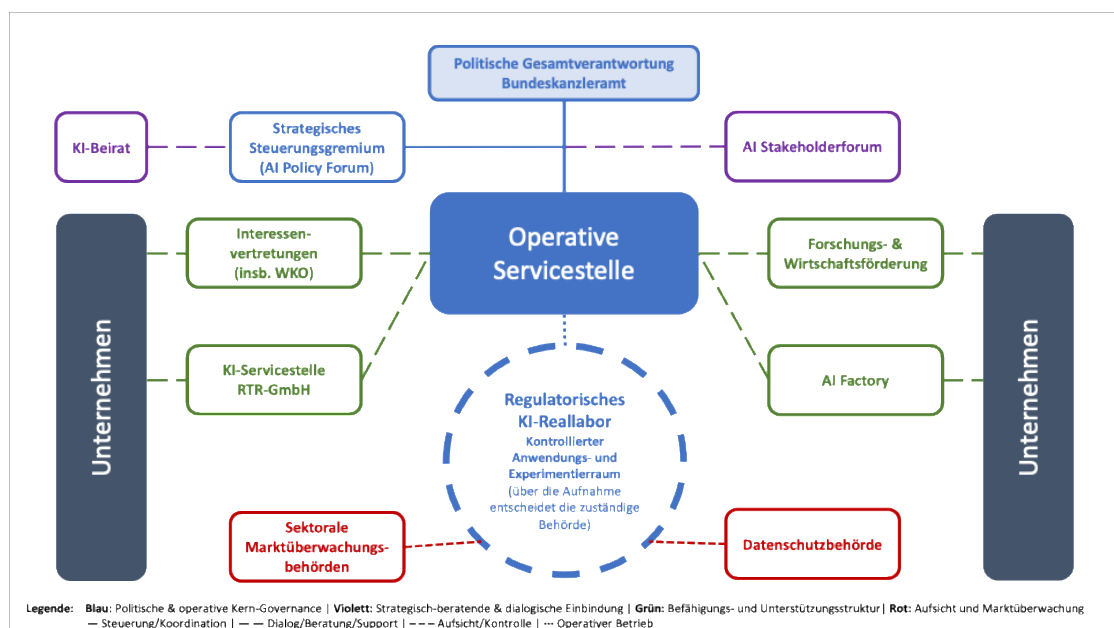 Politische Gesamtverantwortung
Bundeskanzleramt
KI-Beirat
Strategisches
Steuerungsgremium
(AI Policy Forum)
AI Stakeholderforum
Unternehmen
Interessen-
vertretungen
(insb. WKO)
Operative
Servicestelle
Forschungs- &
Wirtschaftsförderung
Unternehmen
KI-Servicestelle
RTR-GmbH
AI Factory
Regulatorisches
KI-Reallabor
Kontrollierter
Anwendungs- und
Experimentierraum
(über die Aufnahme
entscheidet die zuständige
Behörde)
Sektorale
Marktüberwachungs-
behörden
Datenschutzbehörde
Legende: Blau: Politische & operative Kern-Governance | Violett: Strategisch-beratende & dialogische Einbindung | Grün: Befähigungs- und Unterstützungsstruktur | Rot: Aufsicht und Marktüberwachung
— Steuerung/Koordination | — — Dialog/Beratung/Support | – – – Aufsicht/Kontrolle | ··· Operativer Betrieb